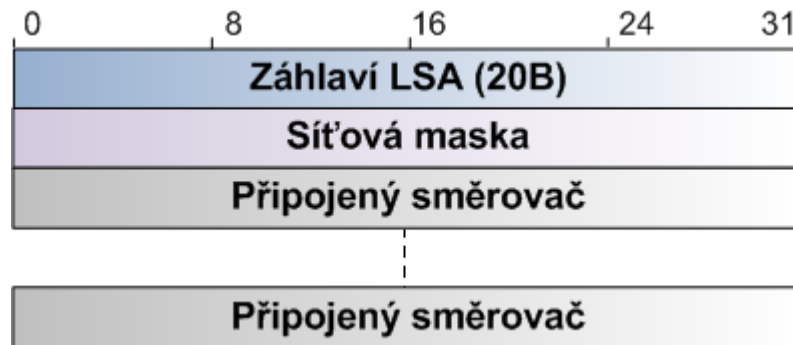 0 8 16 24 31
Záhlaví LSA (20B)
Síťová maska
Připojený směrovač
Připojený směrovač